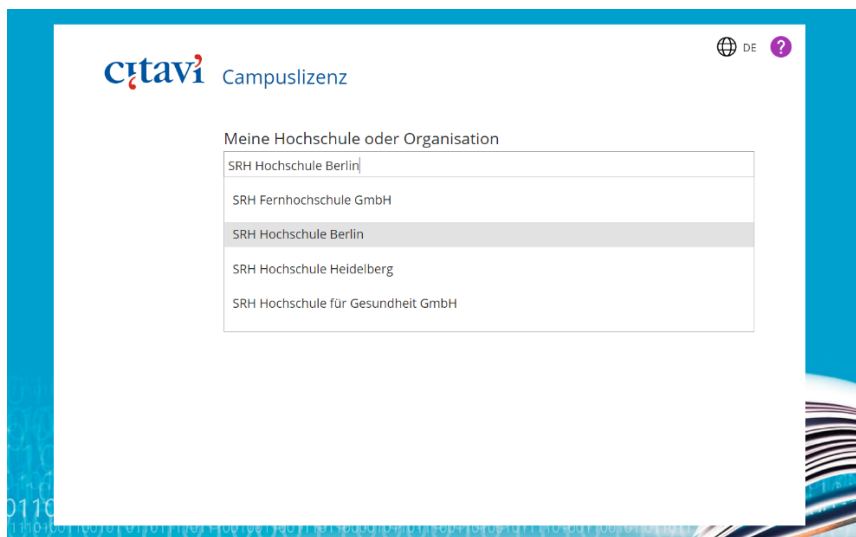 DE ?
citavi Campuslizenz
Meine Hochschule oder Organisation
SRH Hochschule Berlin
SRH Fernhochschule GmbH
SRH Hochschule Berlin
SRH Hochschule Heidelberg
SRH Hochschule für Gesundheit GmbH
0110